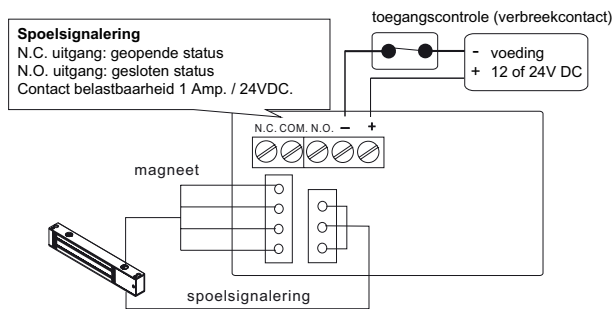 toegangscontrole (verbreekcontact)
Spoelsignalering
N.C. uitgang: geopende status
N.O. uitgang: gesloten status
Contact belastbaarheid 1 Amp. / 24VDC.
- voeding
+ 12 of 24V DC
N.C. COM. N.O. – +
magneet
spoelsignalering